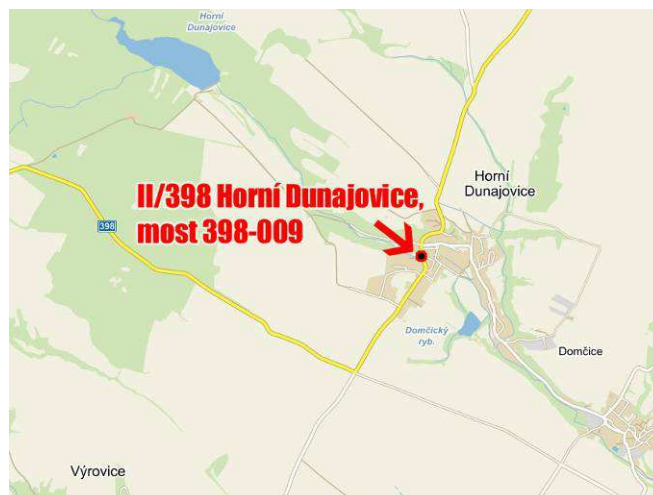 Horní
Dunajovice
II/398 Horní Dunajovice,
most 398-009
398
Horní
Dunajovice
Domčický
ryb.
Domčice
Výrovice